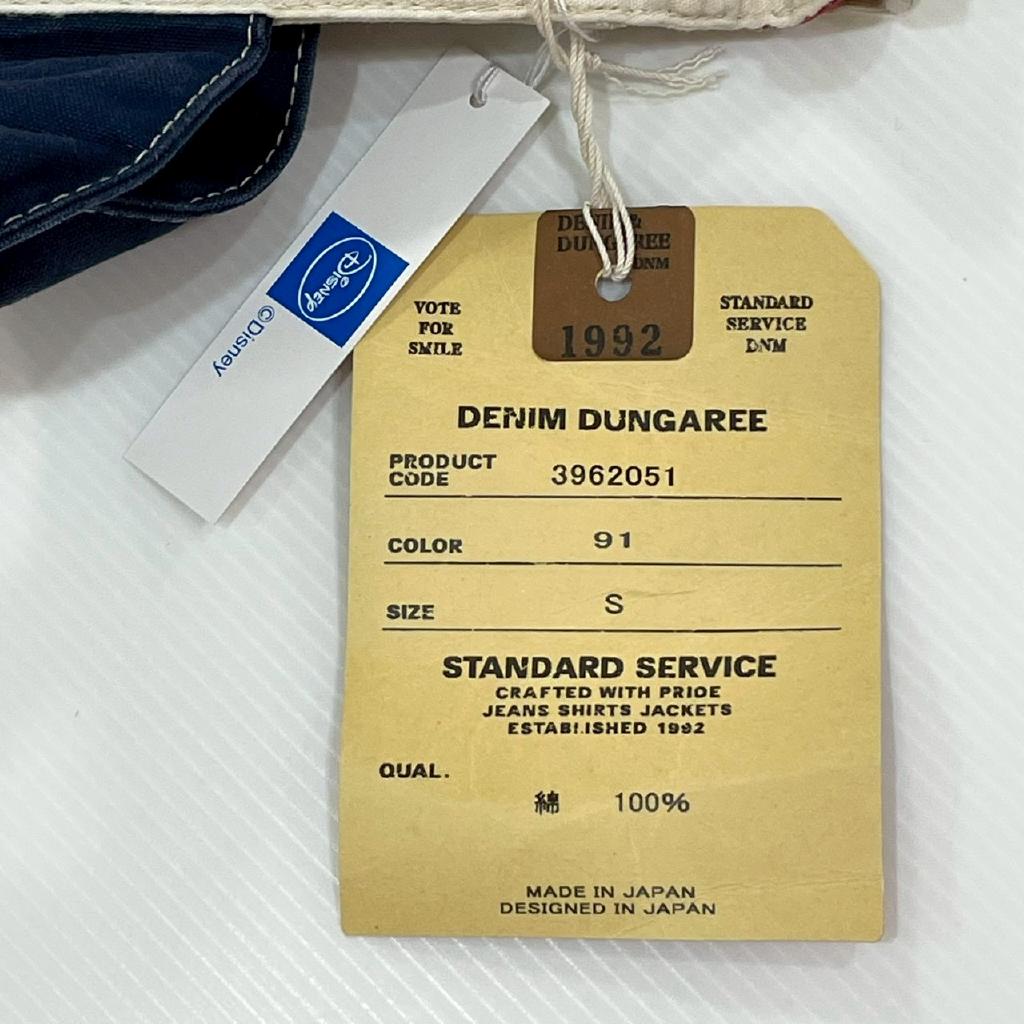 DENIM &
DUNGAREE
DNM
1992
VOTE
FOR
SMILE
STANDARD
SERVICE
DNM
Disney
©Disney
DENIM DUNGAREE
PRODUCT
CODE 3962051
COLOR 91
SIZE S
STANDARD SERVICE
CRAFTED WITH PRIDE
JEANS SHIRTS JACKETS
ESTABLISHED 1992
QUAL.
綿 100%
MADE IN JAPAN
DESIGNED IN JAPAN